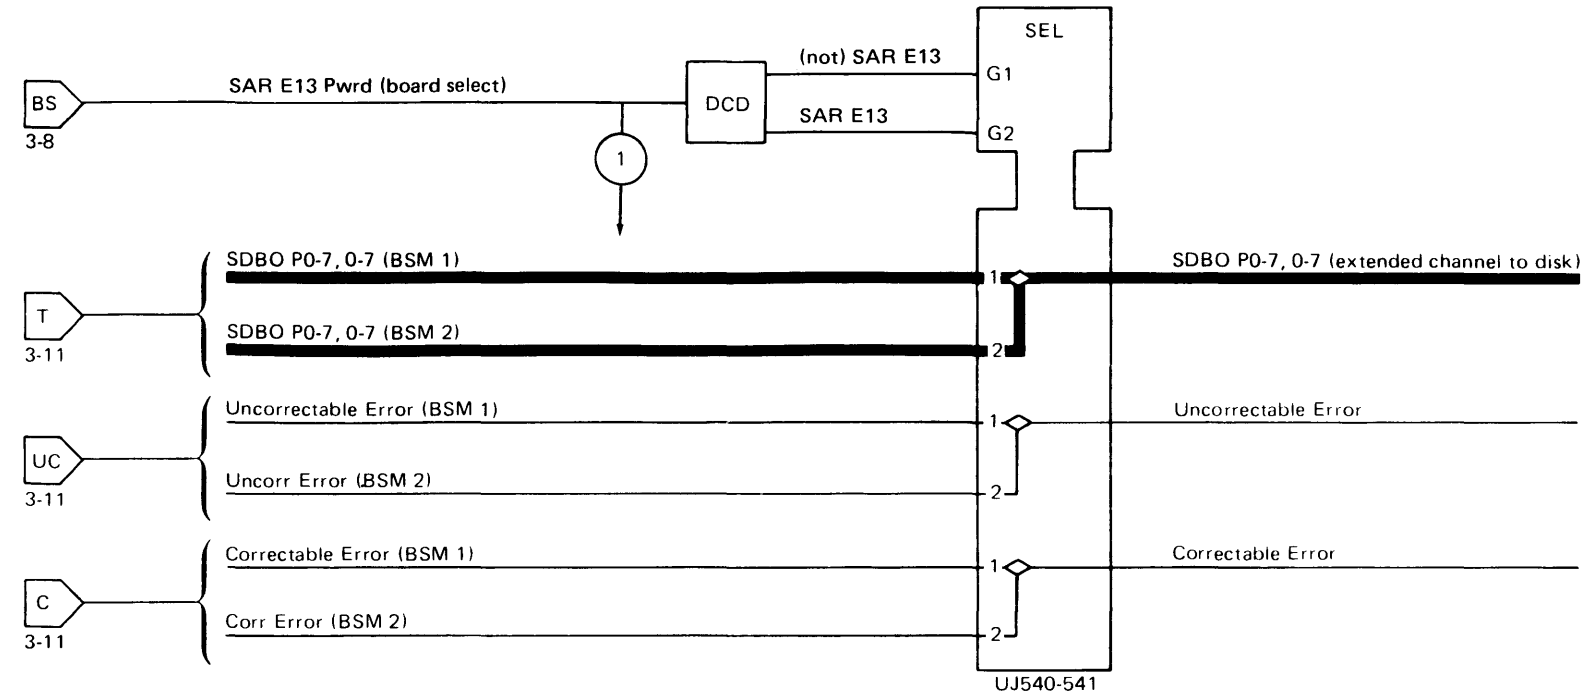 SEL
(not) SAR E13
SAR E13 Pwrd (board select)
G1
BS
DCD
SAR E13
G2
3-8
1
SDBO P0-7, 0-7 (BSM 1)
SDBO P0-7, 0-7 (extended channel to disk)
1
T
SDBO P0-7, 0-7 (BSM 2)
3-11
2
Uncorrectable Error (BSM 1)
Uncorrectable Error
1
UC
Uncorr Error (BSM 2)
3-11
2
Correctable Error (BSM 1)
Correctable Error
1
C
Corr Error (BSM 2)
3-11
2
UJ540-541